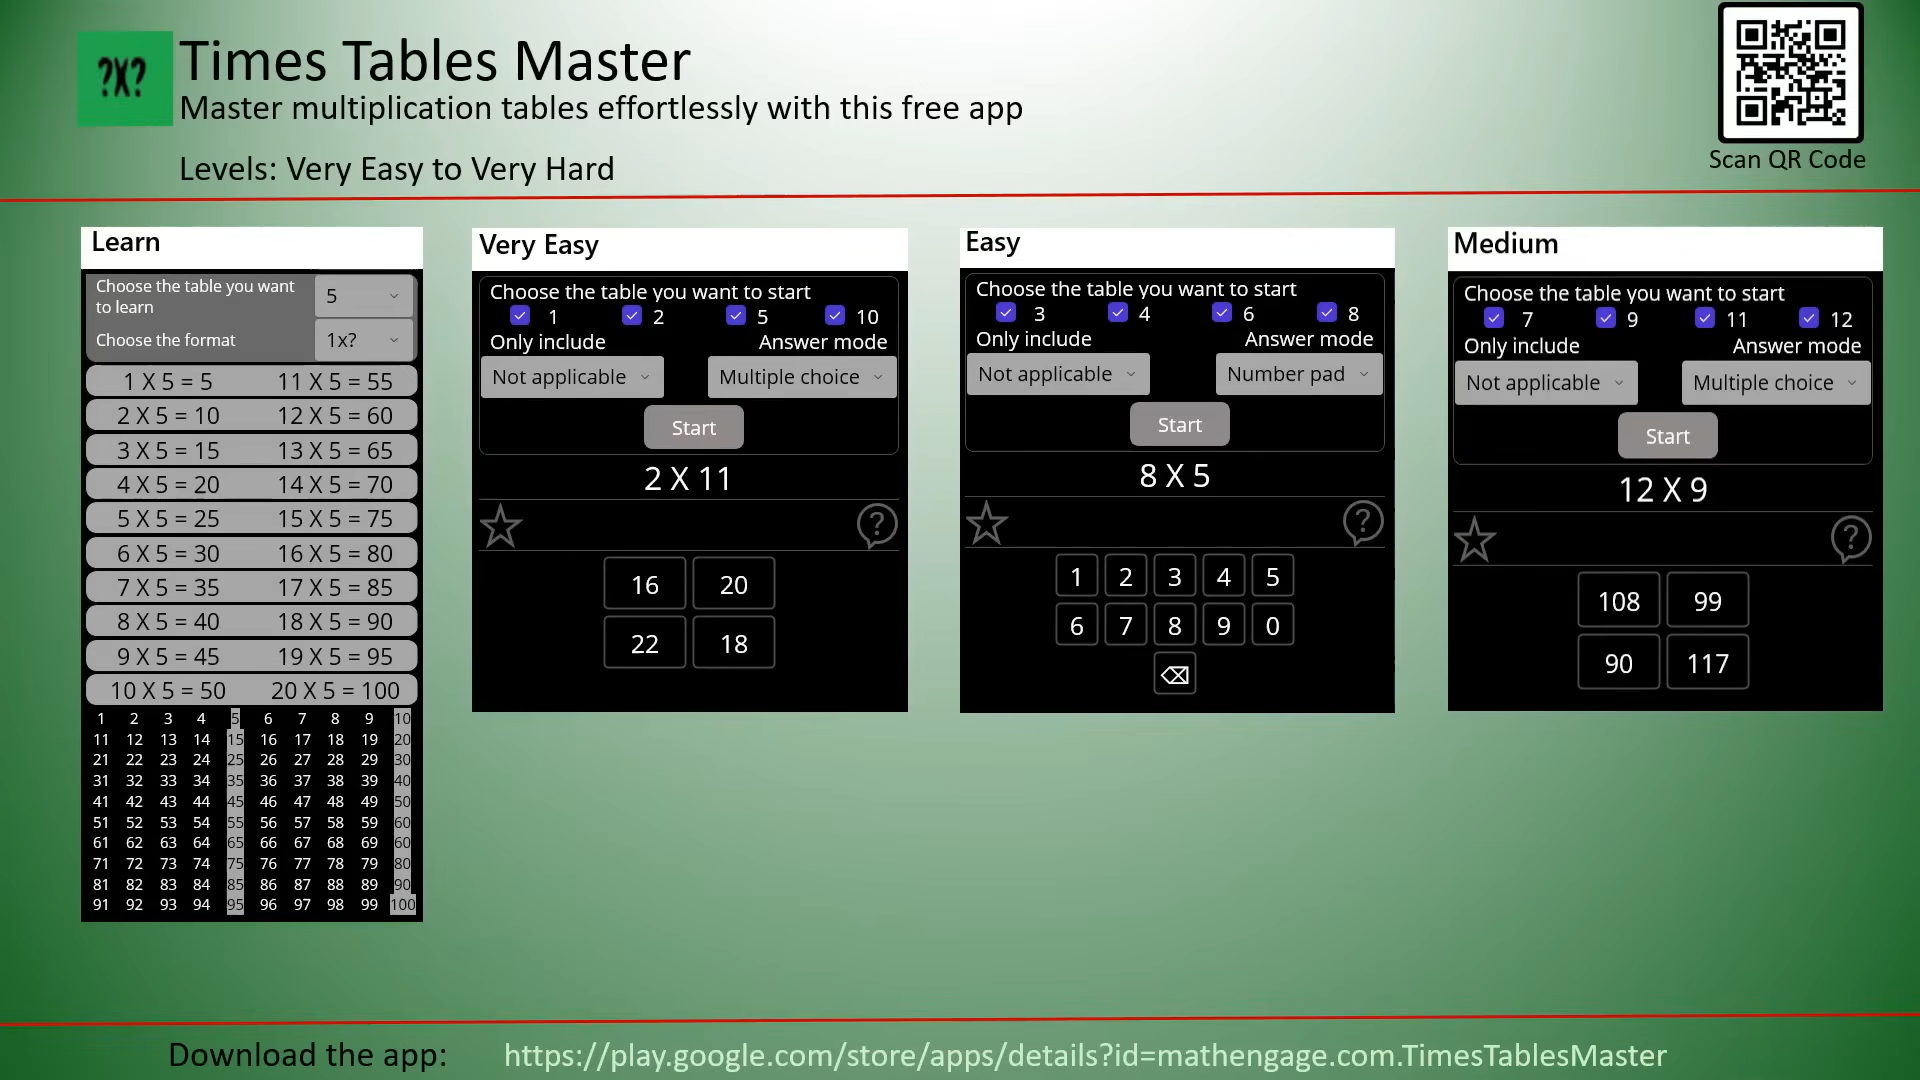 ?X?
Times Tables Master
Master multiplication tables effortlessly with this free app
Levels: Very Easy to Very Hard
Scan QR Code
Learn
Choose the table you want
to learn
5
Choose the format
1x?
1 X 5 = 5 11 X 5 = 55
2 X 5 = 10 12 X 5 = 60
3 X 5 = 15 13 X 5 = 65
4 X 5 = 20 14 X 5 = 70
5 X 5 = 25 15 X 5 = 75
6 X 5 = 30 16 X 5 = 80
7 X 5 = 35 17 X 5 = 85
8 X 5 = 40 18 X 5 = 90
9 X 5 = 45 19 X 5 = 95
10 X 5 = 50 20 X 5 = 100
1 2 3 4 5 6 7 8 9 10
11 12 13 14 15 16 17 18 19 20
21 22 23 24 25 26 27 28 29 30
31 32 33 34 35 36 37 38 39 40
41 42 43 44 45 46 47 48 49 50
51 52 53 54 55 56 57 58 59 60
61 62 63 64 65 66 67 68 69 60
71 72 73 74 75 76 77 78 79 80
81 82 83 84 85 86 87 88 89 90
91 92 93 94 95 96 97 98 99 100
Very Easy
Choose the table you want to start
1 2 5 10
Only include Answer mode
Not applicable Multiple choice
Start
2 X 11
?
16 20
22 18
Easy
Choose the table you want to start
3 4 6 8
Only include Answer mode
Not applicable Number pad
Start
8 X 5
?
1 2 3 4 5
6 7 8 9 0
Medium
Choose the table you want to start
7 9 11 12
Only include Answer mode
Not applicable Multiple choice
Start
12 X 9
?
108 99
90 117
Download the app: https://play.google.com/store/apps/details?id=mathengage.com.TimesTablesMaster